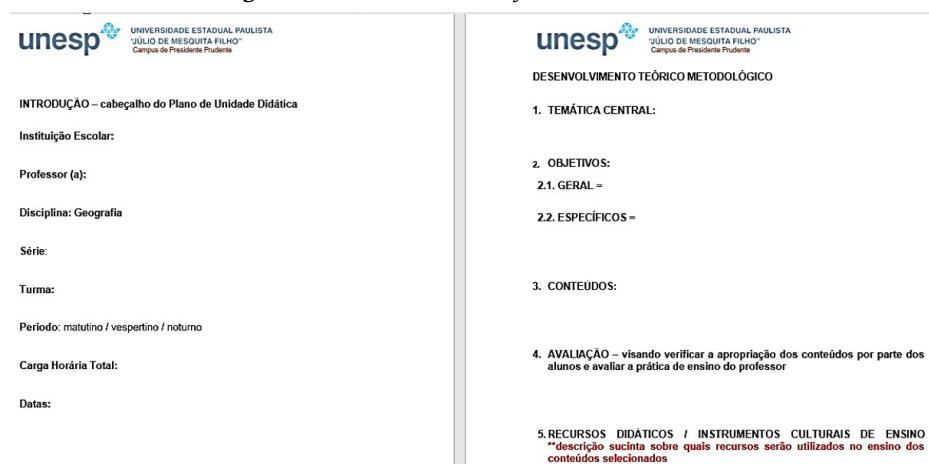 unesp
UNIVERSIDADE ESTADUAL PAULISTA
"JÚLIO DE MESQUITA FILHO"
Campus de Presidente Prudente
INTRODUÇÃO – cabeçalho do Plano de Unidade Didática
Instituição Escolar:
Professor (a):
Disciplina: Geografia
Série:
Turma:
Período: matutino / vespertino / noturno
Carga Horária Total:
Datas:
unesp
UNIVERSIDADE ESTADUAL PAULISTA
"JÚLIO DE MESQUITA FILHO"
Campus de Presidente Prudente
DESENVOLVIMENTO TEÓRICO METODOLÓGICO
1. TEMÁTICA CENTRAL:
2. OBJETIVOS:
2.1. GERAL =
2.2. ESPECÍFICOS =
3. CONTEÚDOS:
4. AVALIAÇÃO – visando verificar a apropriação dos conteúdos por parte dos
alunos e avaliar a prática de ensino do professor
5. RECURSOS DIDÁTICOS / INSTRUMENTOS CULTURAIS DE ENSINO
**descrição sucinta sobre quais recursos serão utilizados no ensino dos
conteúdos selecionados